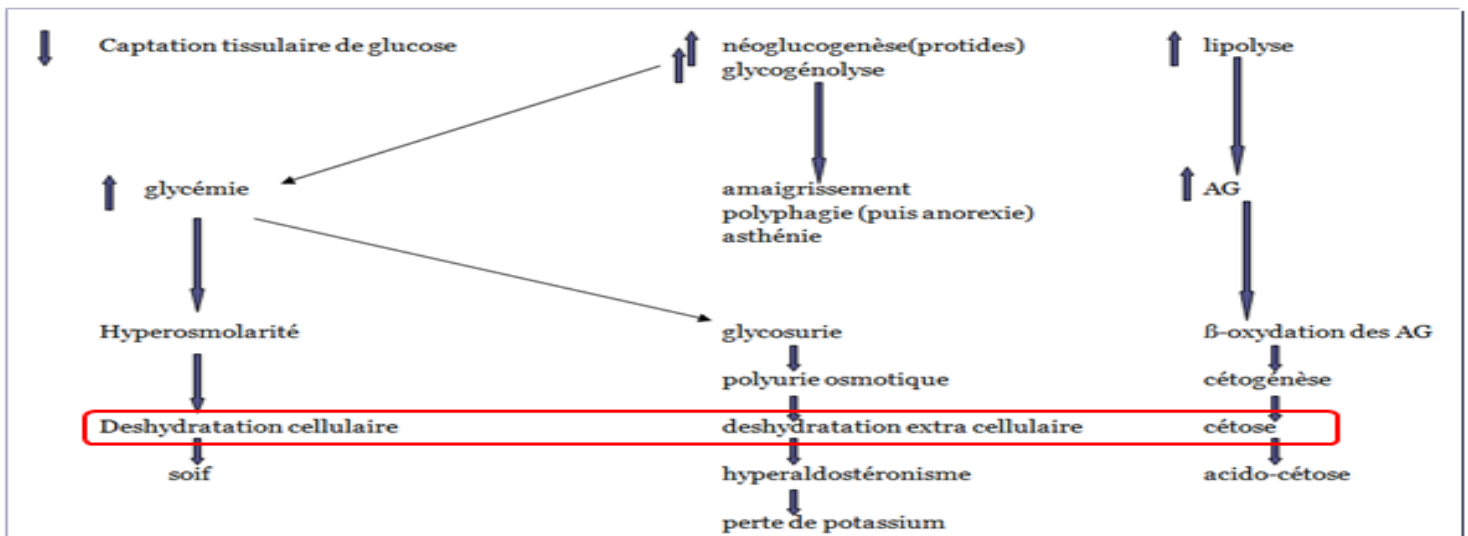 Captation tissulaire de glucose
néoglucogenèse(protides)
glycogénolyse
lipolyse
glycémie
amaigrissement
polyphagie (puis anorexie)
asthénie
AG
Hyperosmolarité
glycosurie
ß-oxydation des AG
polyurie osmotique
cétogénèse
Deshydratation cellulaire
deshydratation extra cellulaire
cétose
soif
hyperaldostéronisme
acido-cétose
perte de potassium